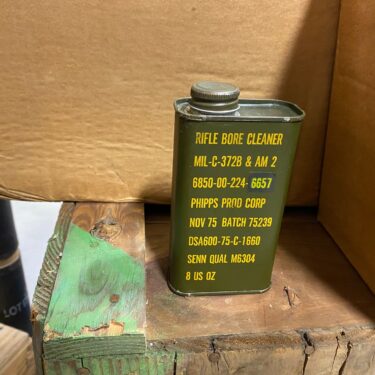 RIFLE BORE CLEANER
MIL-C-372B & AM 2
6850-00-224-6657
PHIPPS PROD CORP
NOV 75 BATCH 75239
DSA600-75-C-1660
SENN QUAL M6304
8 US OZ
LOT